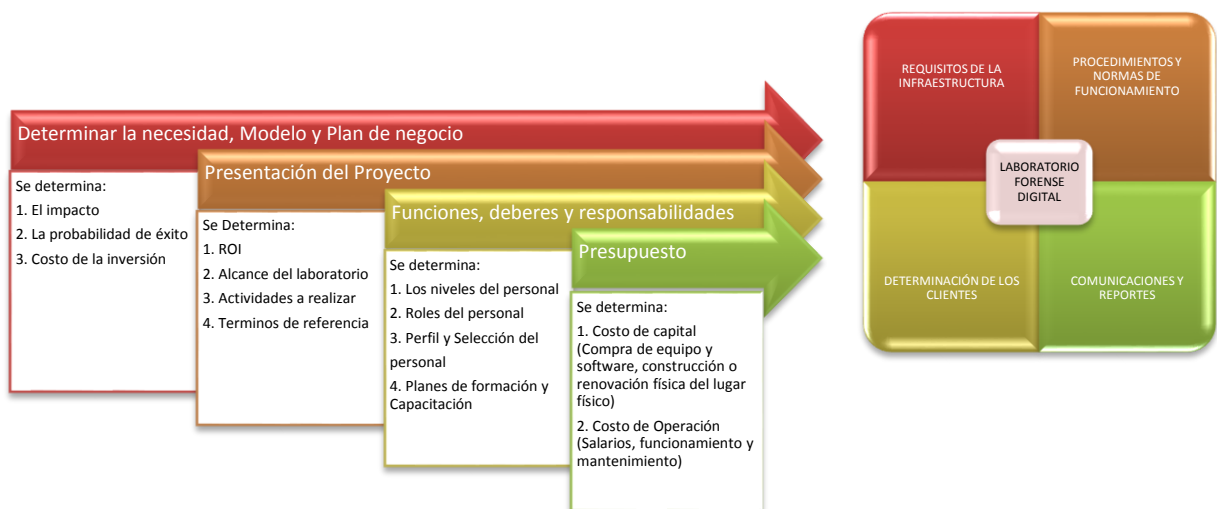 Determinar la necesidad, Modelo y Plan de negocio
Se determina:
1. El impacto
2. La probabilidad de éxito
3. Costo de la inversión
Presentación del Proyecto
Se Determina:
1. ROI
2. Alcance del laboratorio
3. Actividades a realizar
4. Terminos de referencia
Funciones, deberes y responsabilidades
Se determina:
1. Los niveles del personal
2. Roles del personal
3. Perfil y Selección del
personal
4. Planes de formación y
Capacitación
Presupuesto
Se determina:
1. Costo de capital
(Compra de equipo y
software, construcción o
renovación física del lugar
físico)
2. Costo de Operación
(Salarios, funcionamiento y
mantenimiento)
REQUISITOS DE LA
INFRAESTRUCTURA
PROCEDIMIENTOS Y
NORMAS DE
FUNCIONAMIENTO
LABORATORIO
FORENSE
DIGITAL
DETERMINACIÓN DE LOS
CLIENTES
COMUNICACIONES Y
REPORTES